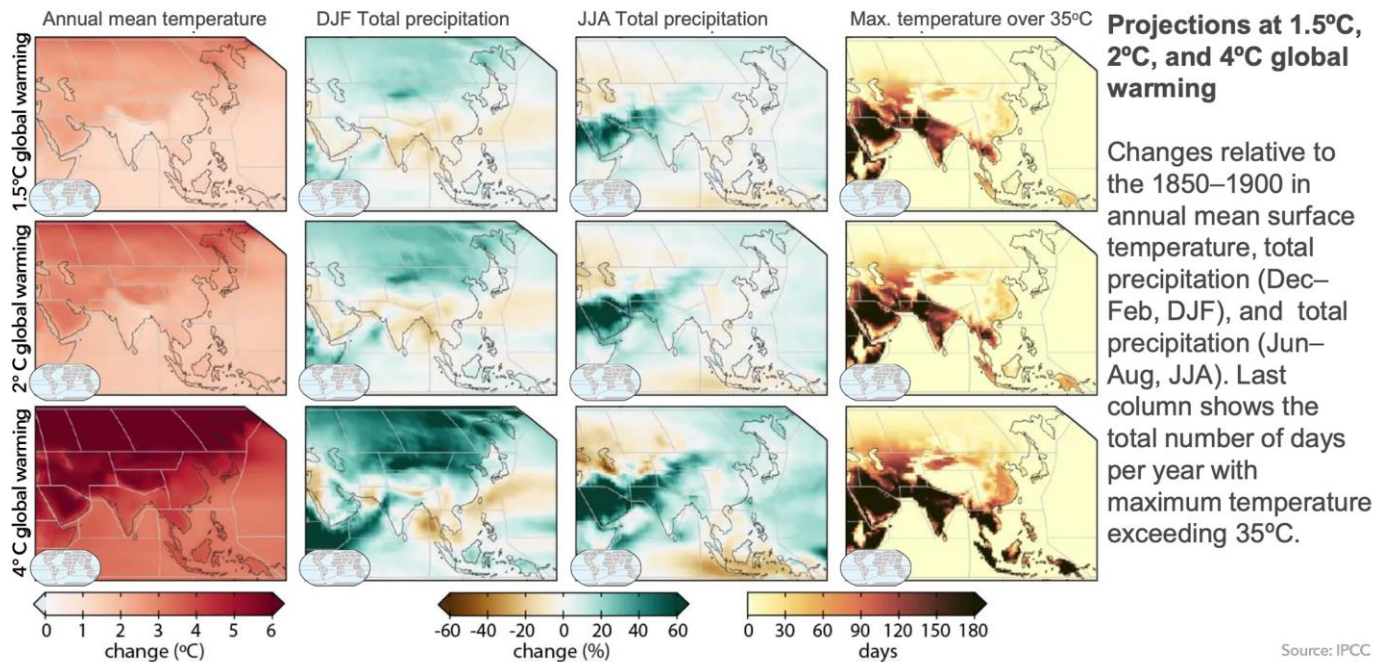 Annual mean temperature
DJF Total precipitation
JJA Total precipitation
Max. temperature over 35ºC
1.5ºC global warming
2º C global warming
4º C global warming
0 1 2 3 4 5 6
change (ºC)
-60 -40 -20 0 20 40 60
change (%)
0 30 60 90 120 150 180
days
Projections at 1.5ºC,
2ºC, and 4ºC global
warming
Changes relative to
the 1850–1900 in
annual mean surface
temperature, total
precipitation (Dec–
Feb, DJF), and total
precipitation (Jun–
Aug, JJA). Last
column shows the
total number of days
per year with
maximum temperature
exceeding 35ºC.
Source: IPCC